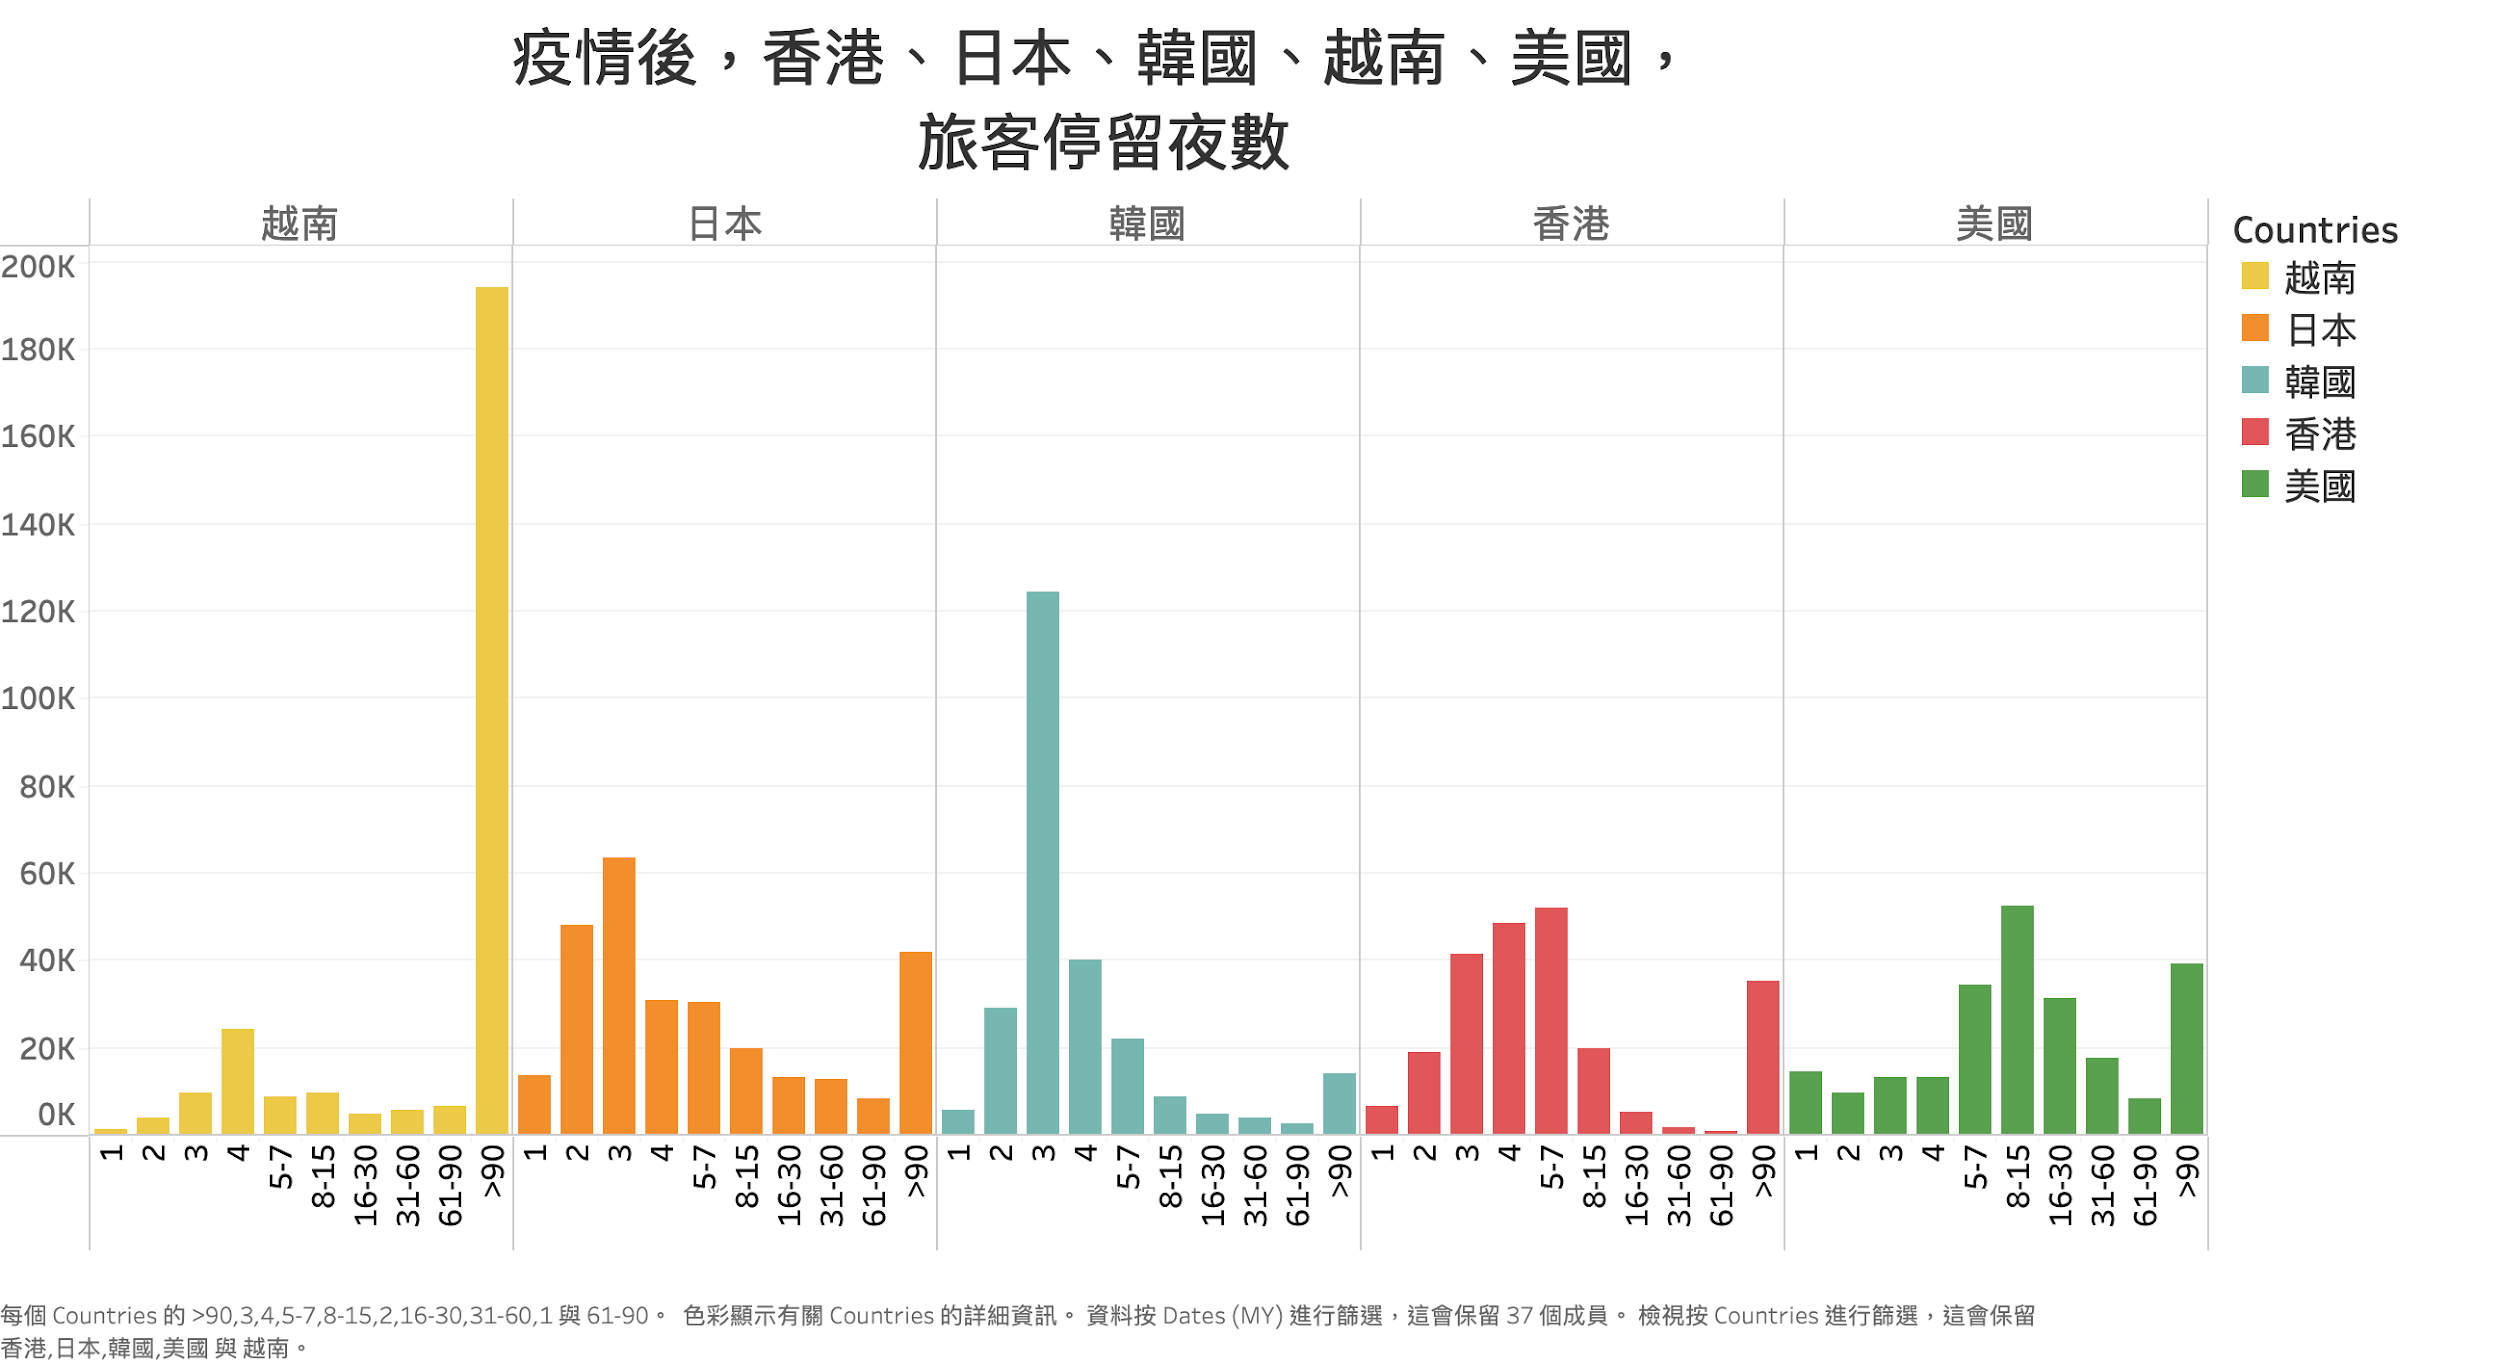 疫情後，香港、日本、韓國、越南、美國，
旅客停留夜數
越南 日本 韓國 香港 美國
Countries
越南
日本
韓國
香港
美國
200K
180K
160K
140K
120K
100K
80K
60K
40K
20K
0K
1 2 3 4 5-7 8-15 16-30 31-60 61-90 >90 1 2 3 4 5-7 8-15 16-30 31-60 61-90 >90 1 2 3 4 5-7 8-15 16-30 31-60 61-90 >90 1 2 3 4 5-7 8-15 16-30 31-60 61-90 >90 1 2 3 4 5-7 8-15 16-30 31-60 61-90 >90
每個 Countries 的 >90,3,4,5-7,8-15,2,16-30,31-60,1 與 61-90。 色彩顯示有關 Countries 的詳細資訊。 資料按 Dates (MY) 進行篩選，這會保留 37 個成員。 檢視按 Countries 進行篩選，這會保留
香港,日本,韓國,美國 與 越南。